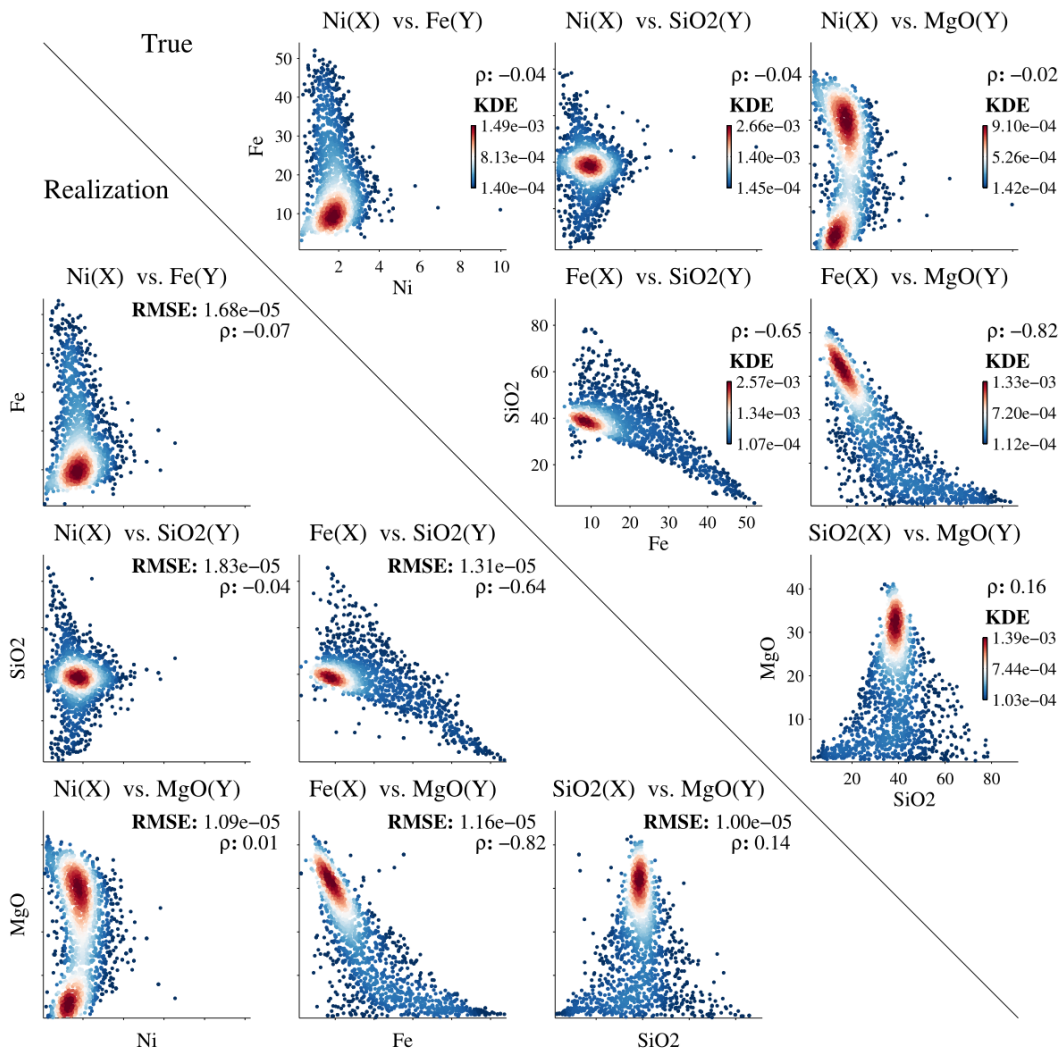 True
Realization
Ni(X) vs. Fe(Y)
ρ: −0.04
KDE
1.49e−03
8.13e−04
1.40e−04
50
40
30
20
10
Fe
2
4
6
8
10
Ni
Ni(X) vs. SiO2(Y)
ρ: −0.04
KDE
2.66e−03
1.40e−03
1.45e−04
Ni(X) vs. MgO(Y)
ρ: −0.02
KDE
9.10e−04
5.26e−04
1.42e−04
Ni(X) vs. Fe(Y)
RMSE: 1.68e−05
ρ: −0.07
Fe
Fe(X) vs. SiO2(Y)
ρ: −0.65
KDE
2.57e−03
1.34e−03
1.07e−04
80
60
40
20
SiO2
10
20
30
40
50
Fe
Fe(X) vs. MgO(Y)
ρ: −0.82
KDE
1.33e−03
7.20e−04
1.12e−04
Ni(X) vs. SiO2(Y)
RMSE: 1.83e−05
ρ: −0.04
SiO2
Fe(X) vs. SiO2(Y)
RMSE: 1.31e−05
ρ: −0.64
SiO2(X) vs. MgO(Y)
ρ: 0.16
KDE
1.39e−03
7.44e−04
1.03e−04
40
30
20
10
MgO
20
40
60
80
SiO2
Ni(X) vs. MgO(Y)
RMSE: 1.09e−05
ρ: 0.01
MgO
Ni
Fe(X) vs. MgO(Y)
RMSE: 1.16e−05
ρ: −0.82
Fe
SiO2(X) vs. MgO(Y)
RMSE: 1.00e−05
ρ: 0.14
SiO2